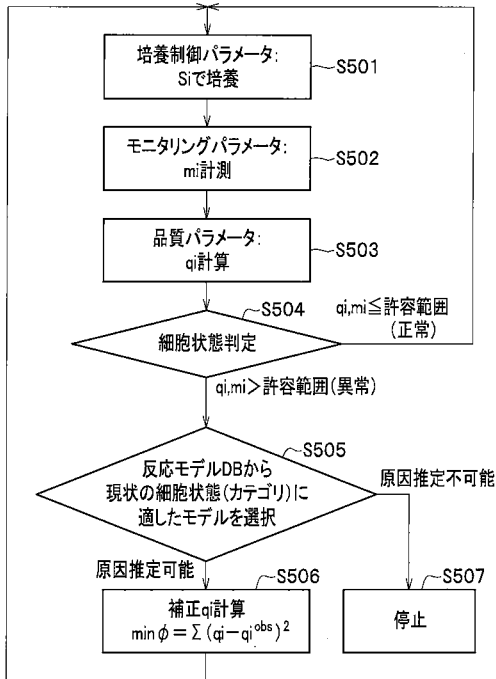 培養制御パラメータ:
Siで培養
S501
モニタリングパラメータ:
mi計測
S502
品質パラメータ:
qi計算
S503
S504
細胞状態判定
qi,mi≦許容範囲
(正常)
qi,mi>許容範囲(異常)
S505
反応モデルDBから
現状の細胞状態(カテゴリ)に
適したモデルを選択
原因推定不可能
原因推定可能
S506
補正qi計算
min φ=Σ(qi-qi^obs)^2
S507
停止